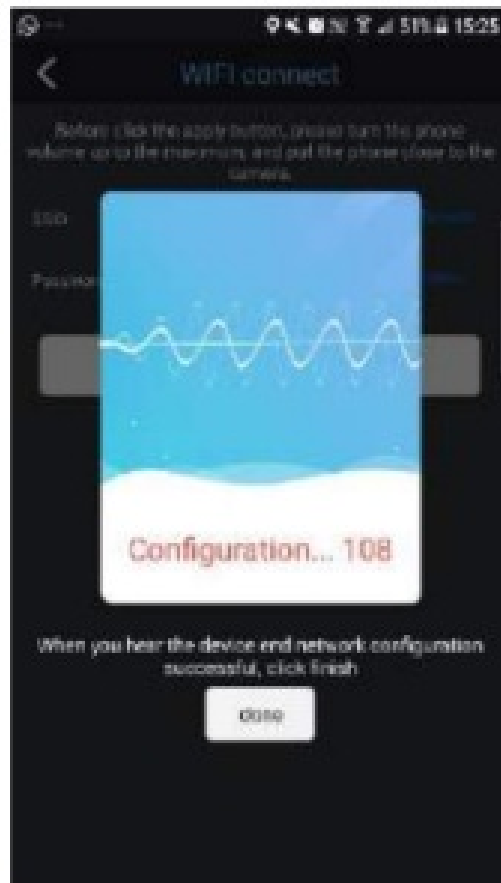 51% 15:25
WIFI connect
Before click the apply button, please turn the phone
volume up to the maximum, and put the phone close to the
camera.
SSID
Configuration... 108
When you hear the device end network configuration
successful, click finish
done